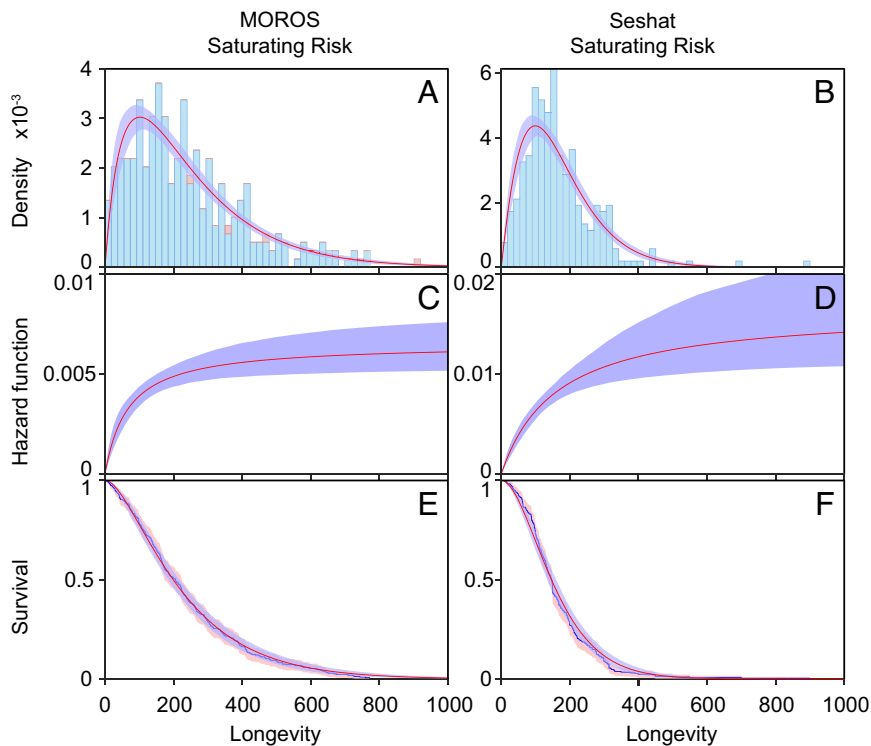 MOROS
Saturating Risk
Seshat
Saturating Risk
Density x10⁻³
4
3
2
1
0
A
6
4
2
0
B
Hazard function
0.01
0.005
0
C
0.02
0.01
0
D
Survival
1
0.5
0
E
1
0.5
0
F
0 200 400 600 800 1000
0 200 400 600 800 1000
Longevity
Longevity